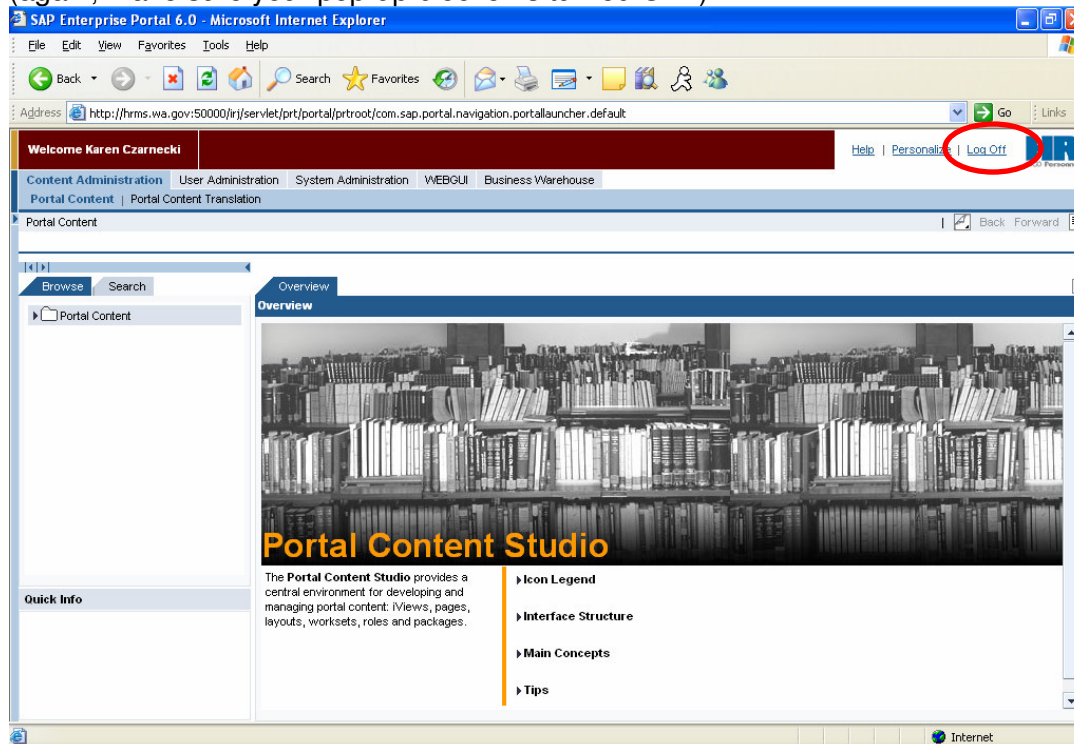 SAP Enterprise Portal 6.0 - Microsoft Internet Explorer
File Edit View Favorites Tools Help
Back Search Favorites
Address http://hrms.wa.gov:50000/irj/servlet/prt/portal/prtroot/com.sap.portal.navigation.portallauncher.default Go Links
Welcome Karen Czarnecki Help | Personalize | Log Off
Content Administration User Administration System Administration WEBGUI Business Warehouse
Portal Content | Portal Content Translation
Portal Content | Back Forward
Browse Search Overview
Overview
Portal Content
Portal Content Studio
The Portal Content Studio provides a
central environment for developing and
managing portal content: iViews, pages,
layouts, worksets, roles and packages.
Icon Legend
Interface Structure
Main Concepts
Tips
Quick Info
Internet